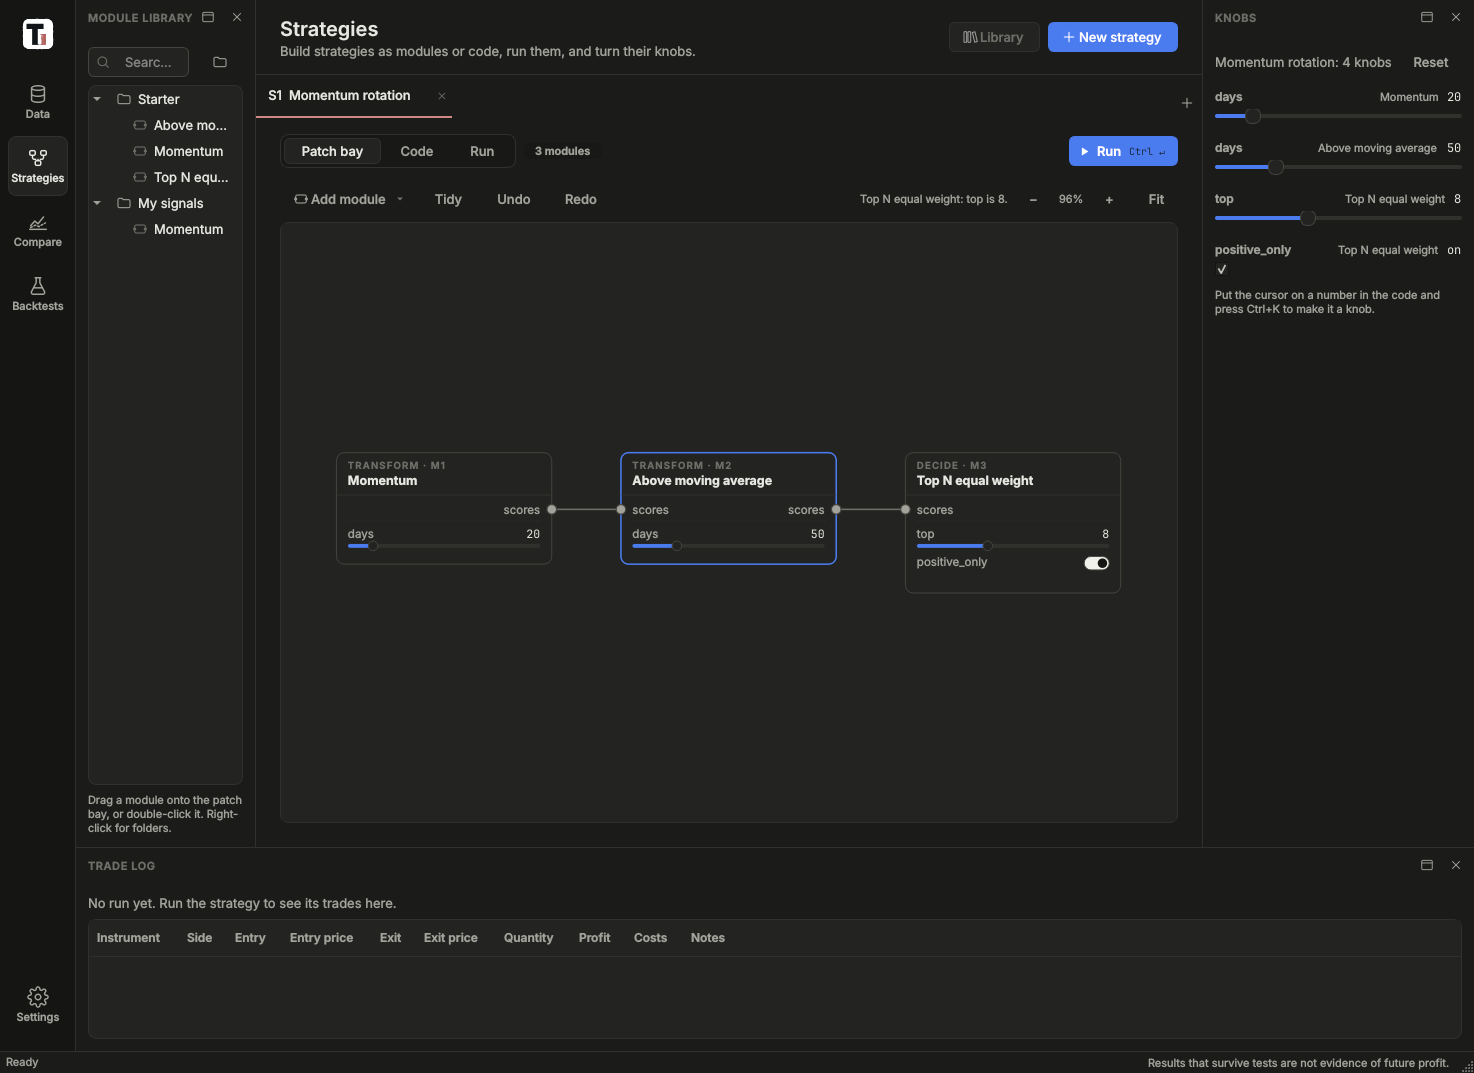 MODULE LIBRARY
Searc...
Starter
Above mo...
Momentum
Top N equ...
My signals
Momentum
Drag a module onto the patch
bay, or double-click it. Right-
click for folders.
Data
Strategies
Compare
Backtests
Settings
Strategies
Build strategies as modules or code, run them, and turn their knobs.
Library
+ New strategy
S1 Momentum rotation
Patch bay Code Run 3 modules
Run Ctrl ↵
Add module Tidy Undo Redo
Top N equal weight: top is 8. − 96% + Fit
TRANSFORM · M1
Momentum
scores
days 20
TRANSFORM · M2
Above moving average
scores scores
days 50
DECIDE · M3
Top N equal weight
scores
top 8
positive_only
KNOBS
Momentum rotation: 4 knobs Reset
days Momentum 20
days Above moving average 50
top Top N equal weight 8
positive_only Top N equal weight on
Put the cursor on a number in the code and
press Ctrl+K to make it a knob.
TRADE LOG
No run yet. Run the strategy to see its trades here.
Instrument Side Entry Entry price Exit Exit price Quantity Profit Costs Notes
Ready
Results that survive tests are not evidence of future profit.